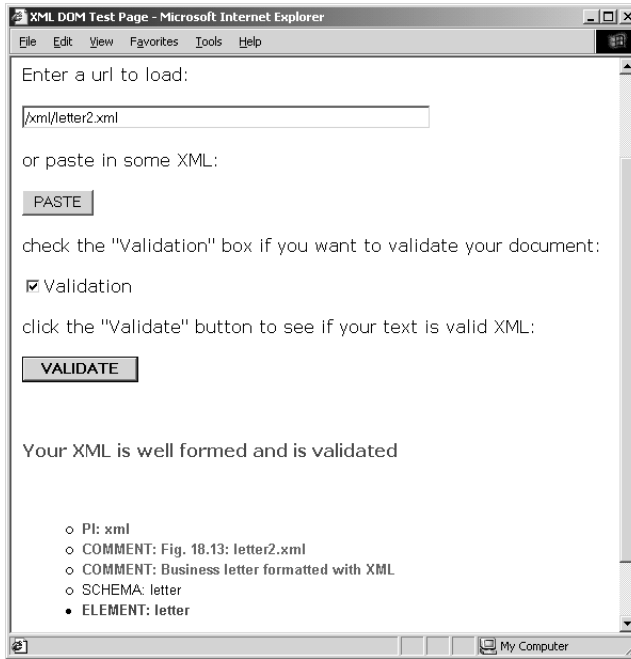 XML DOM Test Page - Microsoft Internet Explorer
File Edit View Favorites Tools Help
Enter a url to load:
/xml/letter2.xml
or paste in some XML:
PASTE
check the "Validation" box if you want to validate your document:
Validation
click the "Validate" button to see if your text is valid XML:
VALIDATE
Your XML is well formed and is validated
PI: xml
COMMENT: Fig. 18.13: letter2.xml
COMMENT: Business letter formatted with XML
SCHEMA: letter
ELEMENT: letter
My Computer